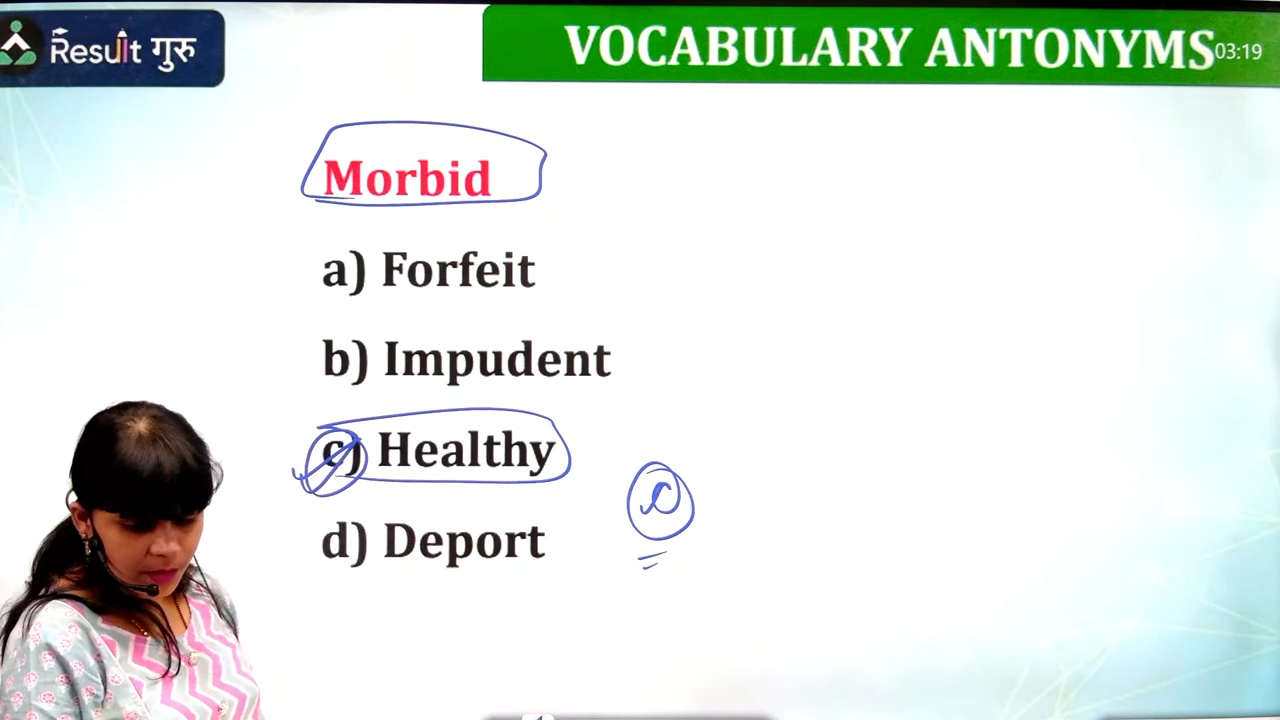 Result गुरु
VOCABULARY ANTONYMS
03:19
Morbid
a) Forfeit
b) Impudent
c) Healthy
c
d) Deport